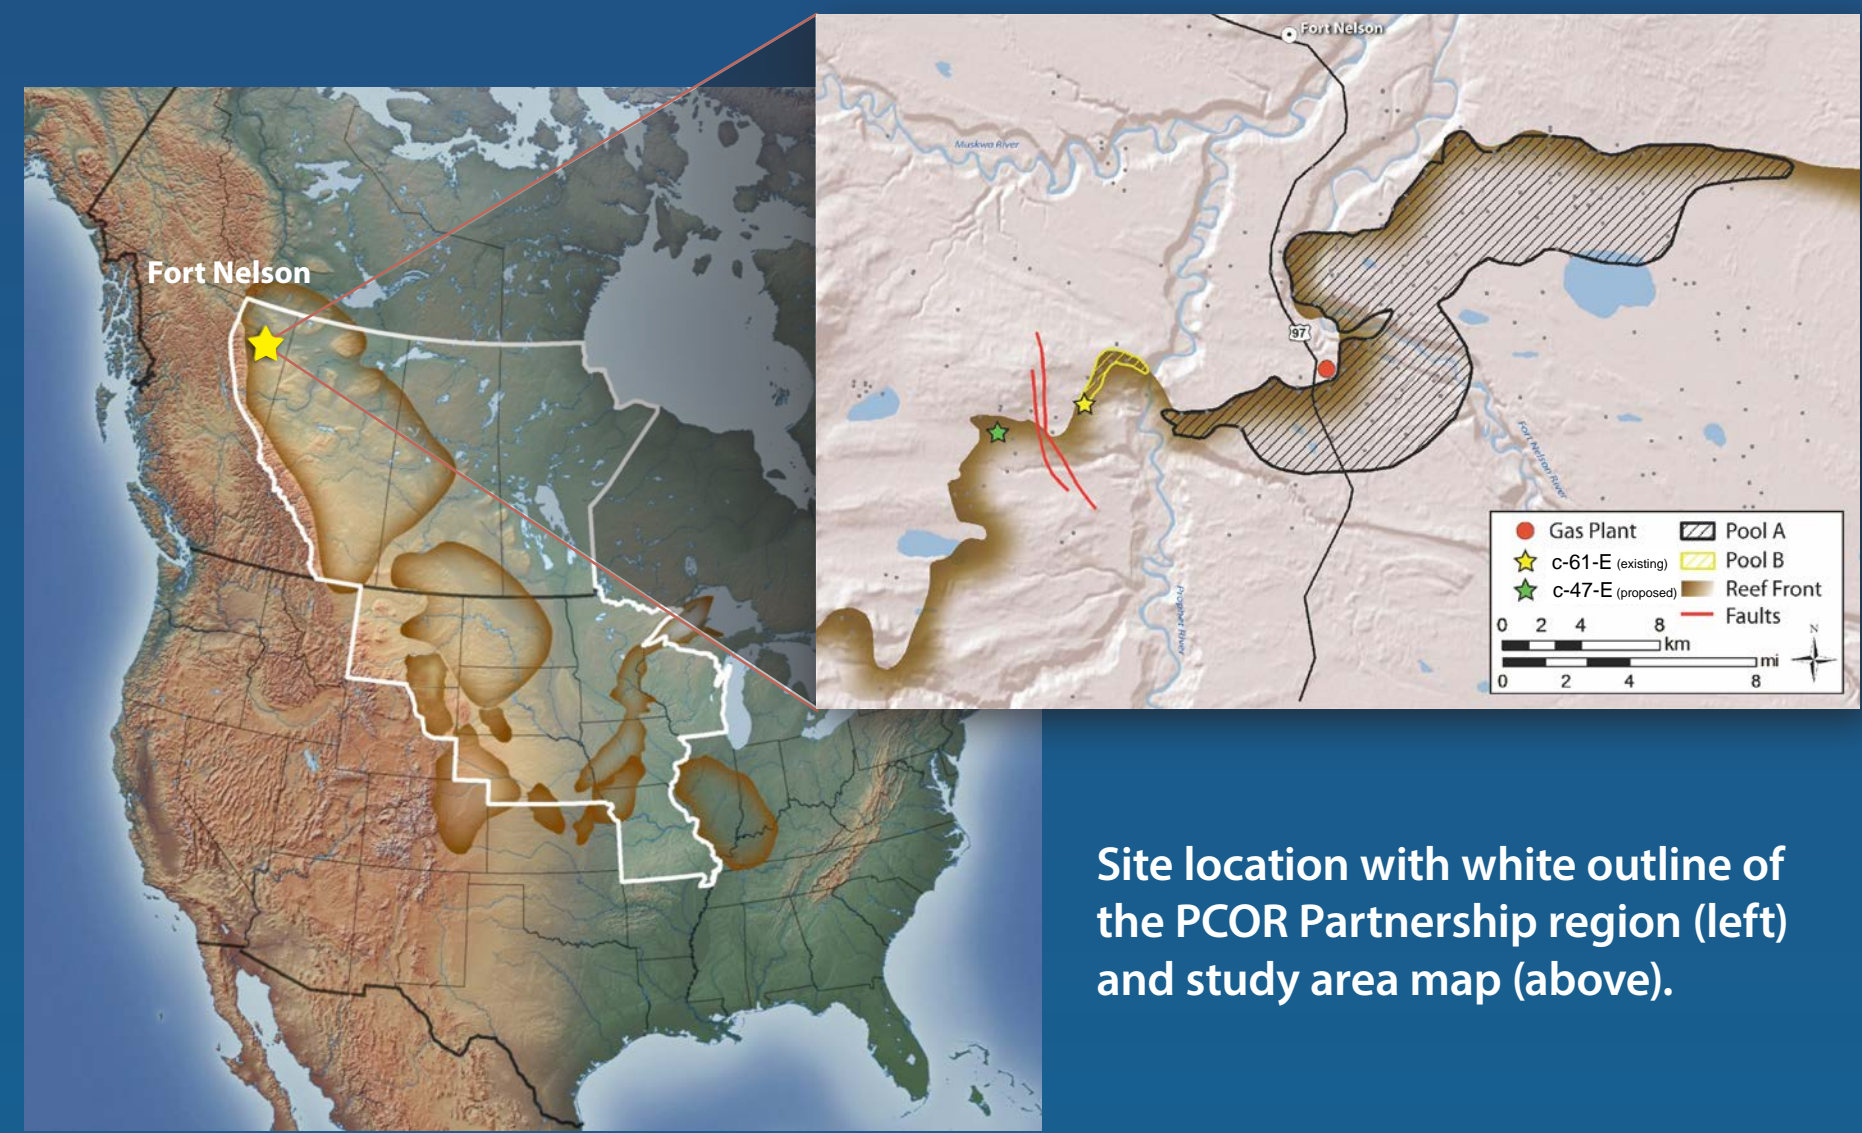 Fort Nelson
Fort Nelson
Muskwa River
97
Fort Nelson River
Prophet River
Gas Plant
c-61-E (existing)
c-47-E (proposed)
Pool A
Pool B
Reef Front
Faults
0 2 4 8
km
mi
0 2 4 8
N
Site location with white outline of
the PCOR Partnership region (left)
and study area map (above).